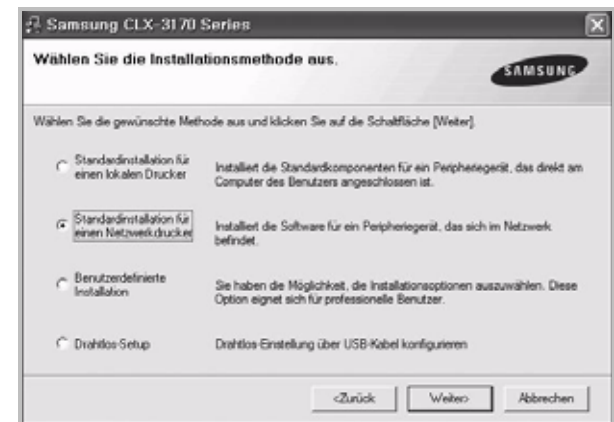 Samsung CLX-3170 Series
Wählen Sie die Installationsmethode aus.
SAMSUNG
Wählen Sie die gewünschte Methode aus und klicken Sie auf die Schaltfläche [Weiter].
Standardinstallation für
einen lokalen Drucker
Installiert die Standardkomponenten für ein Peripheriegerät, das direkt am
Computer des Benutzers angeschlossen ist.
Standardinstallation für
einen Netzwerkdrucker
Installiert die Software für ein Peripheriegerät, das sich im Netzwerk
befindet.
Benutzerdefinierte
Installation
Sie haben die Möglichkeit, die Installationsoptionen auszuwählen. Diese
Option eignet sich für professionelle Benutzer.
Drahtlos-Setup
Drahtlos-Einstellung über USB-Kabel konfigurieren
<Zurück
Weiter>
Abbrechen